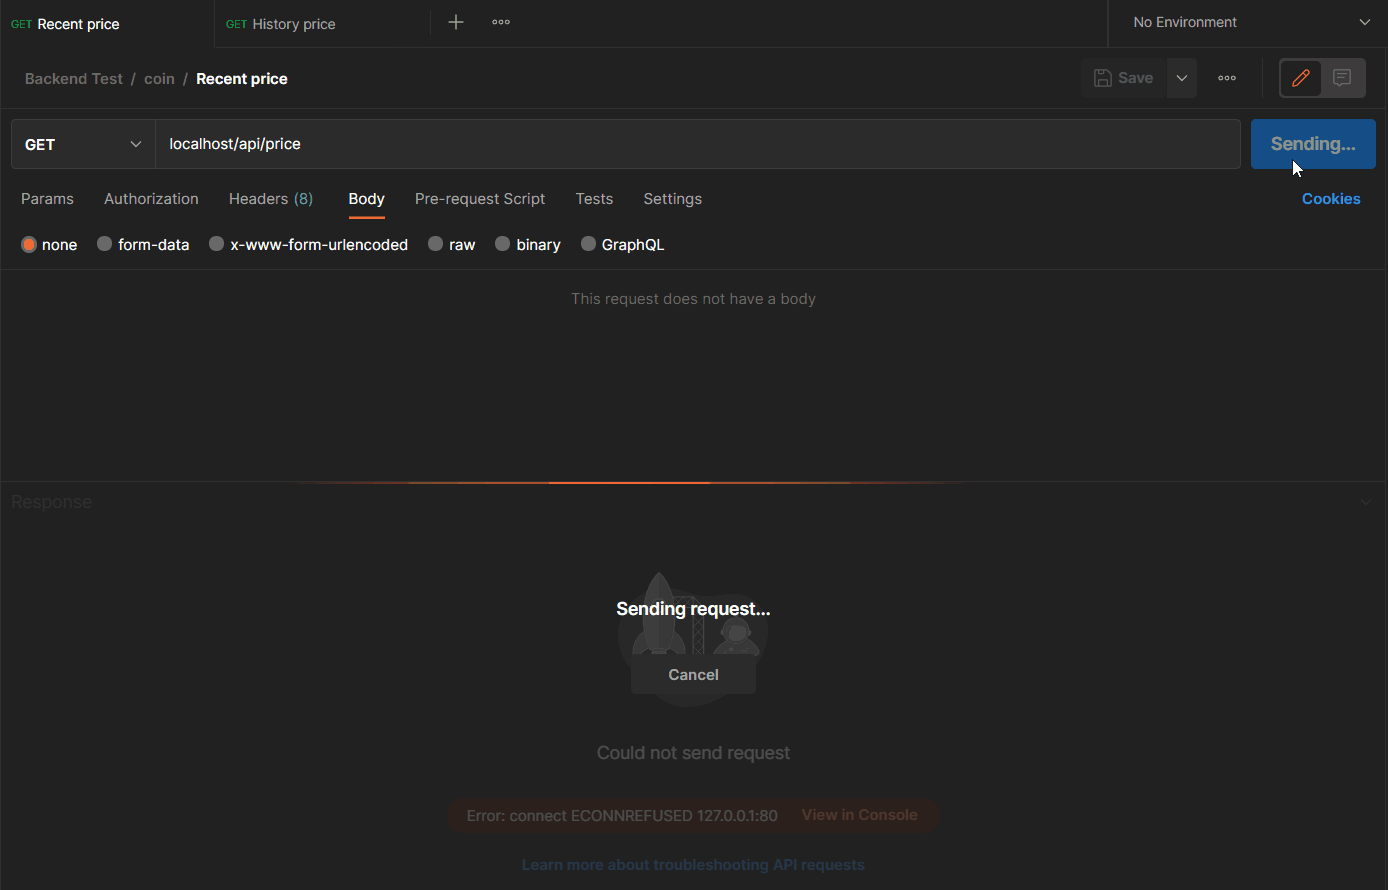 GET Recent price
GET History price
No Environment
Backend Test / coin / Recent price
Save
GET
localhost/api/price
Sending...
Params
Authorization
Headers (8)
Body
Pre-request Script
Tests
Settings
Cookies
none
form-data
x-www-form-urlencoded
raw
binary
GraphQL
This request does not have a body
Response
Sending request...
Cancel
Could not send request
Error: connect ECONNREFUSED 127.0.0.1:80 View in Console
Learn more about troubleshooting API requests